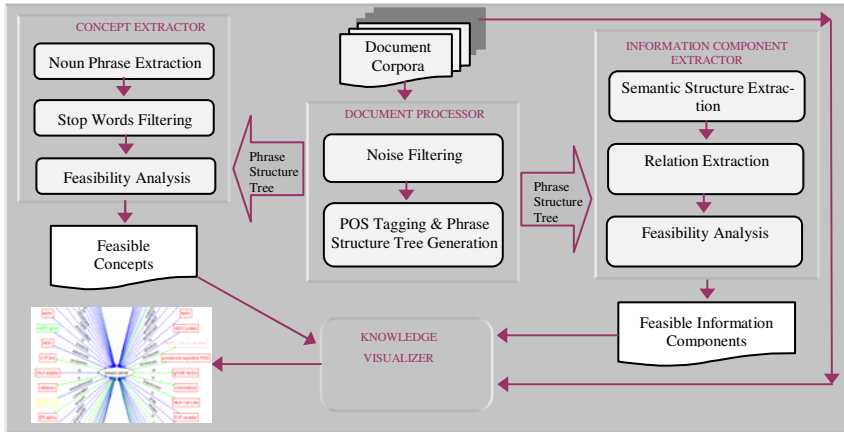 CONCEPT EXTRACTOR
Noun Phrase Extraction
Stop Words Filtering
Feasibility Analysis
Feasible
Concepts
Document
Corpora
DOCUMENT PROCESSOR
Noise Filtering
POS Tagging & Phrase
Structure Tree Generation
Phrase
Structure
Tree
Phrase
Structure
Tree
INFORMATION COMPONENT
EXTRACTOR
Semantic Structure Extrac-
tion
Relation Extraction
Feasibility Analysis
Feasible Information
Components
KNOWLEDGE
VISUALIZER